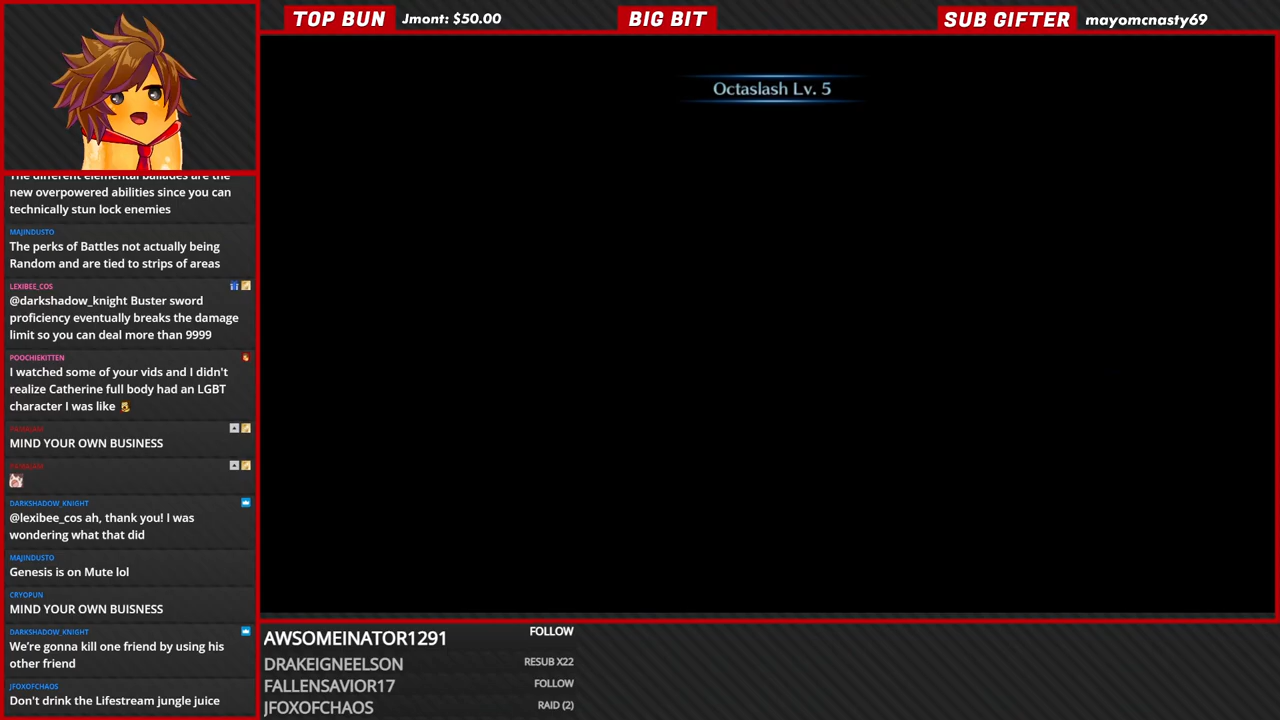 TOP BUN Jmont: $50.00 BIG BIT SUB GIFTER mayomcnasty69
Octaslash Lv. 5
The different elemental ballades are the
new overpowered abilities since you can
technically stun lock enemies
MAJINDUSTO
The perks of Battles not actually being
Random and are tied to strips of areas
LEXIBEE_COS
@darkshadow_knight Buster sword
proficiency eventually breaks the damage
limit so you can deal more than 9999
POOCHIEKITTEN
I watched some of your vids and I didn't
realize Catherine full body had an LGBT
character I was like
MIND YOUR OWN BUSINESS
DARKSHADOW_KNIGHT
@lexibee_cos ah, thank you! I was
wondering what that did
MAJINDUSTO
Genesis is on Mute lol
CRYOPUN
MIND YOUR OWN BUISNESS
DARKSHADOW_KNIGHT
We're gonna kill one friend by using his
other friend
JFOXOFCHAOS
Don't drink the Lifestream jungle juice
AWSOMEINATOR1291 FOLLOW
DRAKEIGNEELSON RESUB X22
FALLENSAVIOR17 FOLLOW
JFOXOFCHAOS RAID (2)